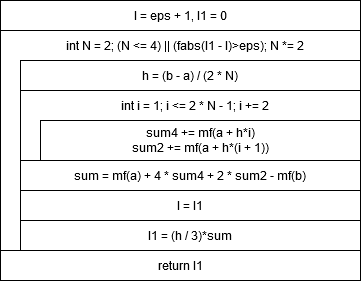 I = eps + 1, I1 = 0
int N = 2; (N <= 4) || (fabs(I1 - I)>eps); N *= 2
h = (b - a) / (2 * N)
int i = 1; i <= 2 * N - 1; i += 2
sum4 += mf(a + h*i)
sum2 += mf(a + h*(i + 1))
sum = mf(a) + 4 * sum4 + 2 * sum2 - mf(b)
I = I1
I1 = (h / 3)*sum
return I1